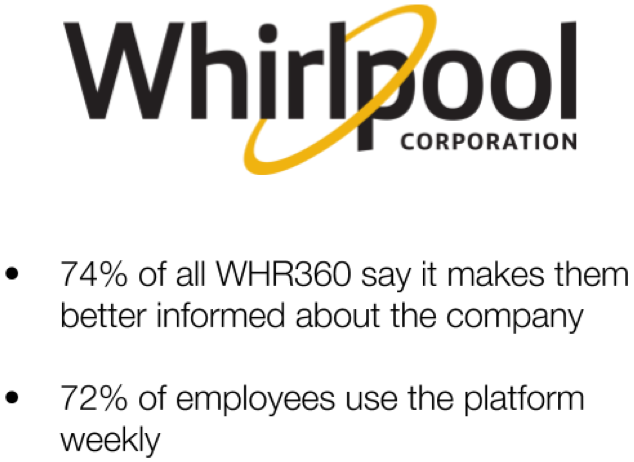 Whirlpool
CORPORATION
• 74% of all WHR360 say it makes them
better informed about the company
• 72% of employees use the platform
weekly